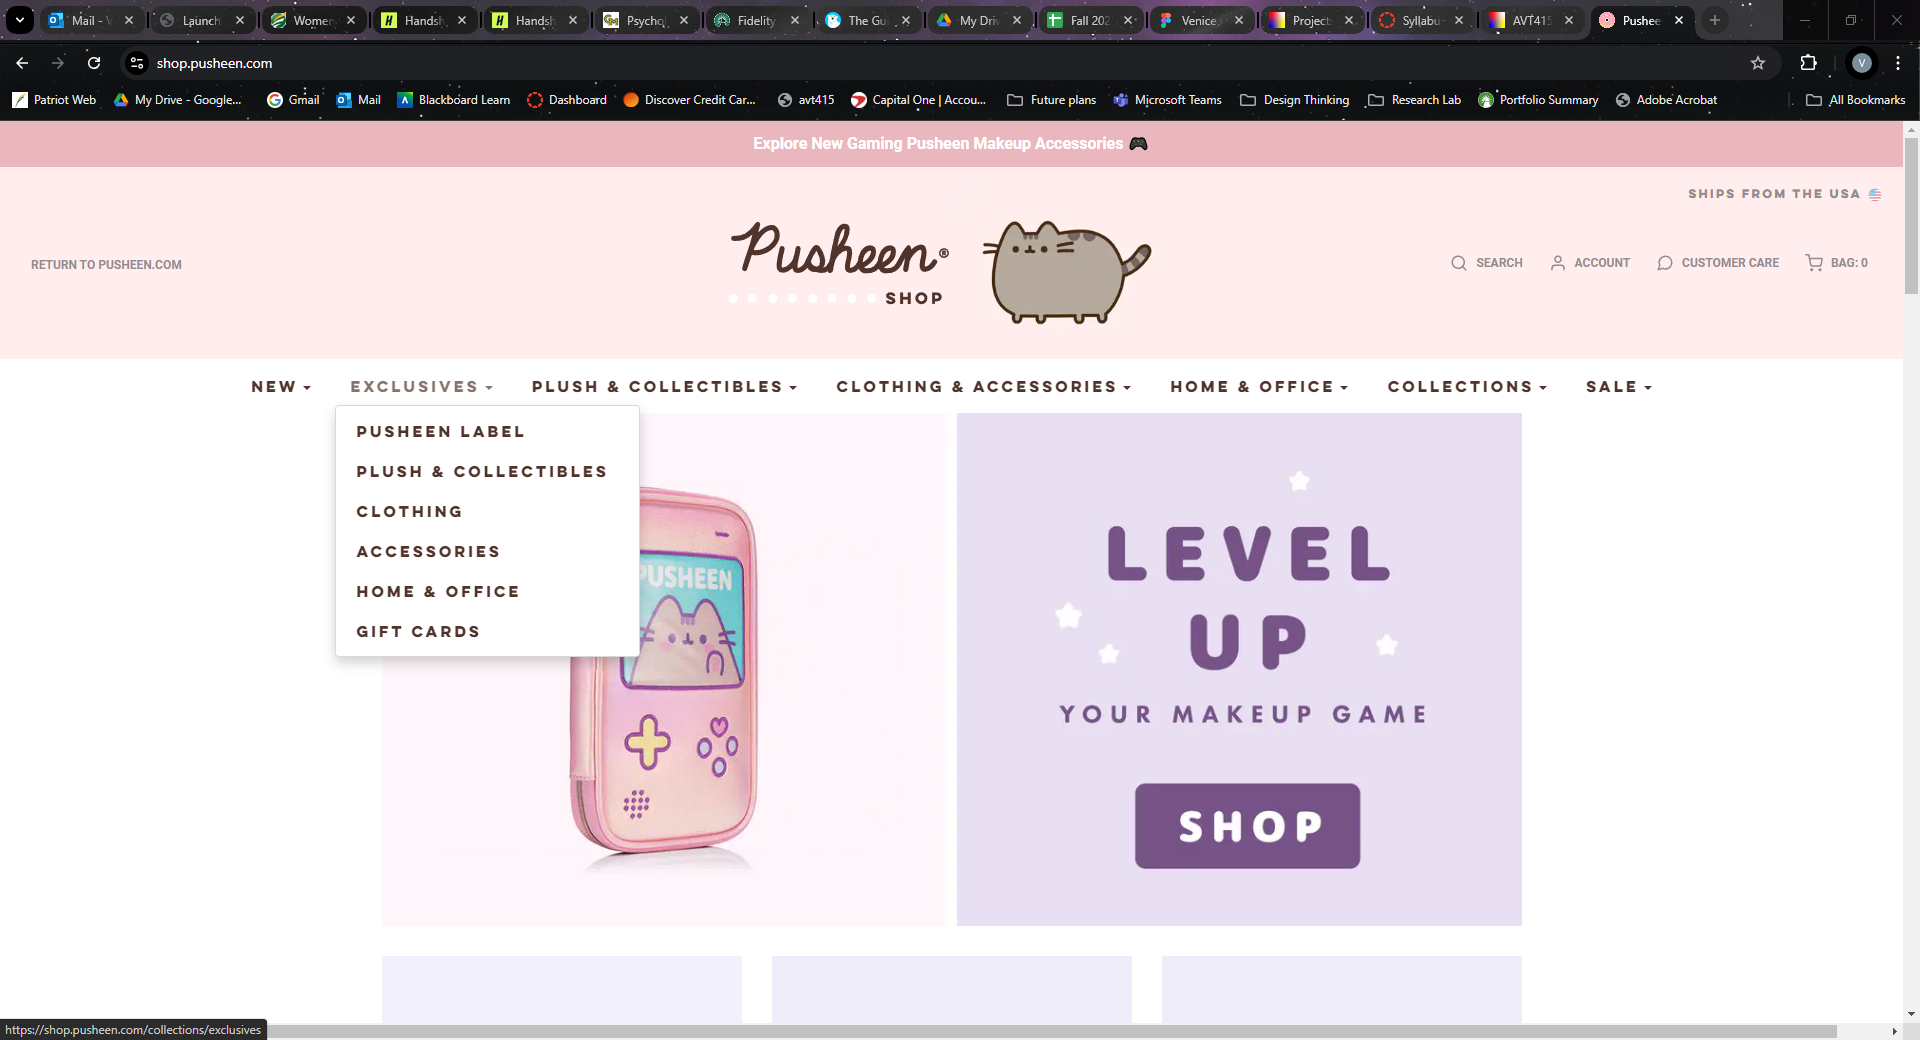 Mail - V
Launch
Women
Handsh
Handsh
Psychol
Fidelity
The Gui
My Driv
Fall 202
Venice
Project
Syllabu
AVT415
Pushee
shop.pusheen.com
V
Patriot Web
My Drive - Google...
Gmail
Mail
Blackboard Learn
Dashboard
Discover Credit Car...
avt415
Capital One | Accou...
Future plans
Microsoft Teams
Design Thinking
Research Lab
Portfolio Summary
Adobe Acrobat
All Bookmarks
Explore New Gaming Pusheen Makeup Accessories 🎮
SHIPS FROM THE USA
RETURN TO PUSHEEN.COM
Pusheen®
SHOP
SEARCH
ACCOUNT
CUSTOMER CARE
BAG: 0
NEW
EXCLUSIVES
PLUSH & COLLECTIBLES
CLOTHING & ACCESSORIES
HOME & OFFICE
COLLECTIONS
SALE
PUSHEEN LABEL
PLUSH & COLLECTIBLES
CLOTHING
ACCESSORIES
HOME & OFFICE
GIFT CARDS
PUSHEEN
LEVEL
UP
YOUR MAKEUP GAME
SHOP
https://shop.pusheen.com/collections/exclusives